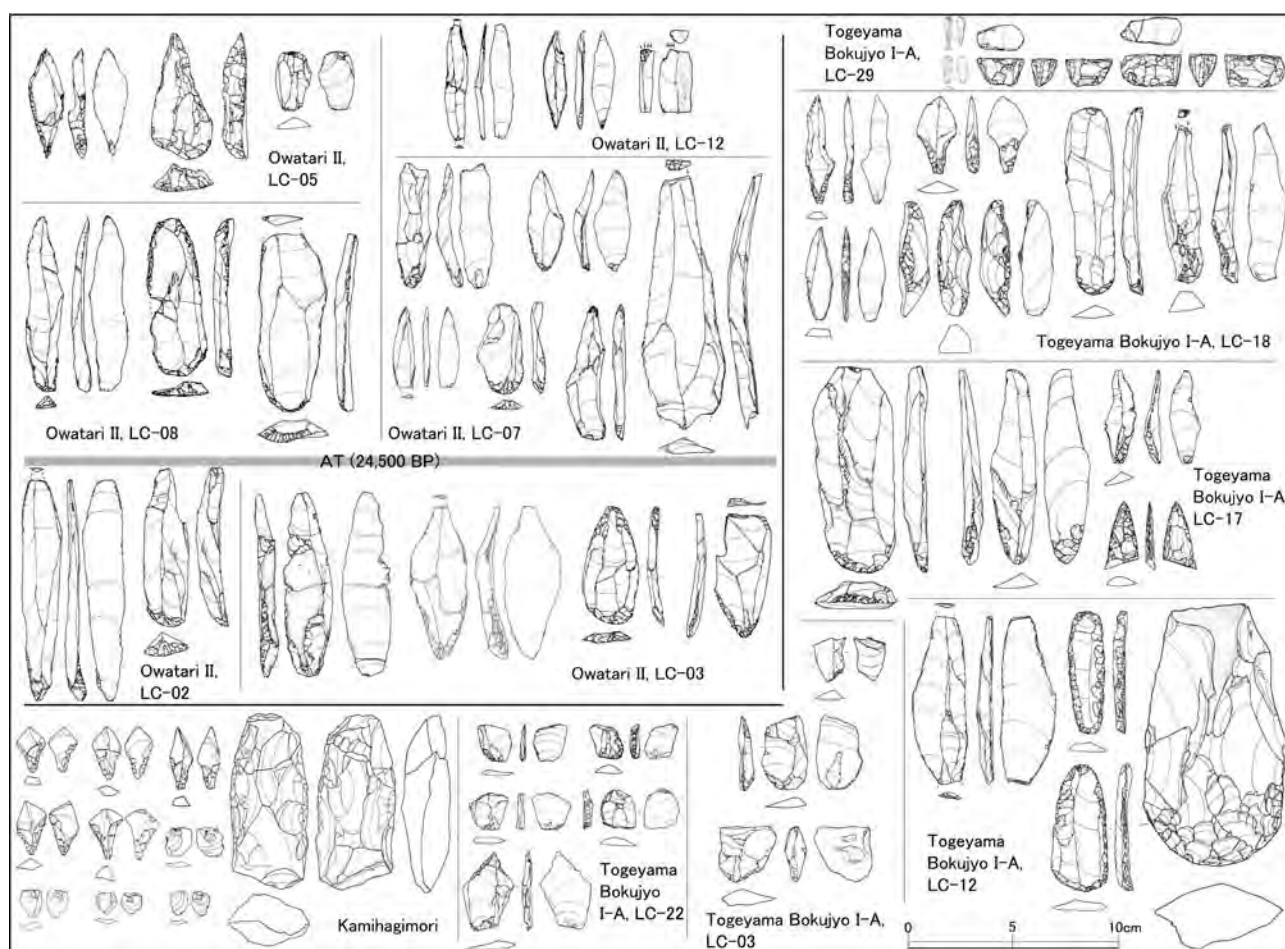 Owatari II,
LC-05
Owatari II, LC-12
Togeyama
Bokujyo I-A,
LC-29
Owatari II, LC-08
Owatari II, LC-07
Togeyama Bokujyo I-A, LC-18
AT (24,500 BP)
Owatari II,
LC-02
Owatari II, LC-03
Togeyama
Bokujyo I-A
LC-17
Kamihagimori
Togeyama
Bokujyo
I-A, LC-22
Togeyama Bokujyo I-A,
LC-03
Togeyama
Bokujyo I-A,
LC-12
0 5 10cm